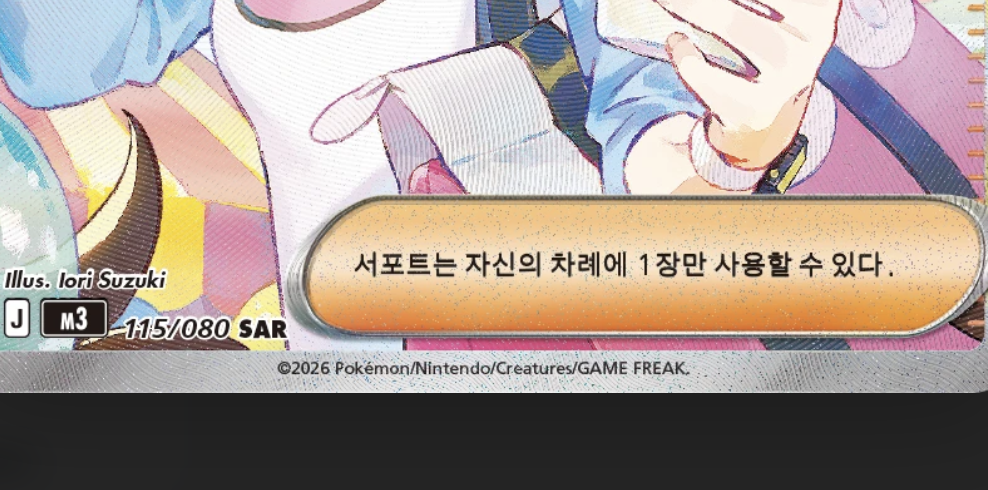 서포트는 자신의 차례에 1장만 사용할 수 있다.
Illus. Iori Suzuki
J M3 115/080 SAR
©2026 Pokémon/Nintendo/Creatures/GAME FREAK.